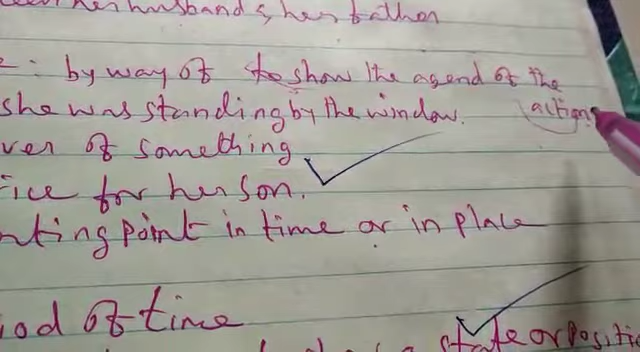 her husband & her father
: by way of to show the agend of the
she was standing by the window. (actions
ver of something
ice for her son.
nting point in time or in place
iod of time
state or positi